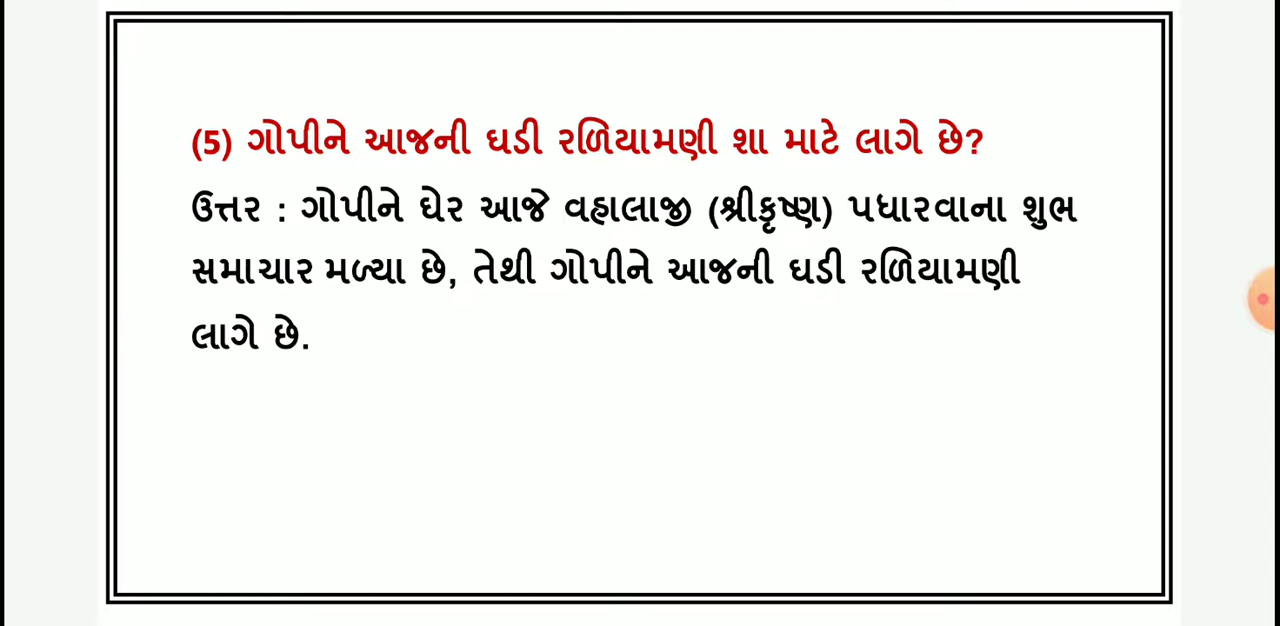 (5) ગોપીને આજની ઘડી રળિયામણી શા માટે લાગે છે?
ઉત્તર : ગોપીને ઘેર આજે વહાલાજી (શ્રીકૃષ્ણ) પધારવાના શુભ
સમાચાર મળ્યા છે, તેથી ગોપીને આજની ઘડી રળિયામણી
લાગે છે.